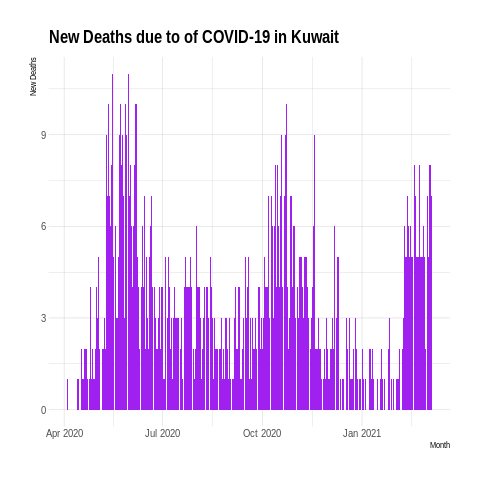 New Deaths due to of COVID-19 in Kuwait
New Deaths
9
6
3
0
Apr 2020 Jul 2020 Oct 2020 Jan 2021
Month